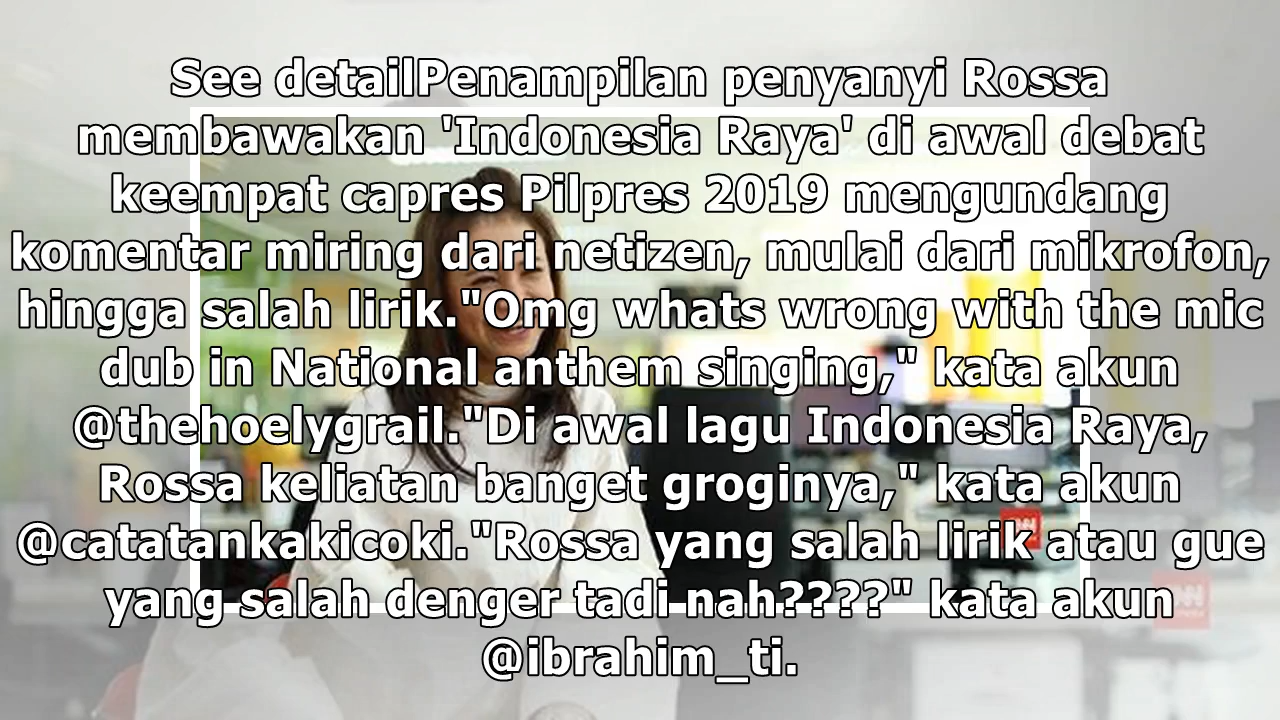 See detailPenampilan penyanyi Rossa
membawakan 'Indonesia Raya' di awal debat
keempat capres Pilpres 2019 mengundang
komentar miring dari netizen, mulai dari mikrofon,
hingga salah lirik."Omg whats wrong with the mic
dub in National anthem singing," kata akun
@thehoelygrail."Di awal lagu Indonesia Raya,
Rossa keliatan banget groginya," kata akun
@catatankakicoki."Rossa yang salah lirik atau gue
yang salah denger tadi nah????" kata akun
@ibrahim_ti.